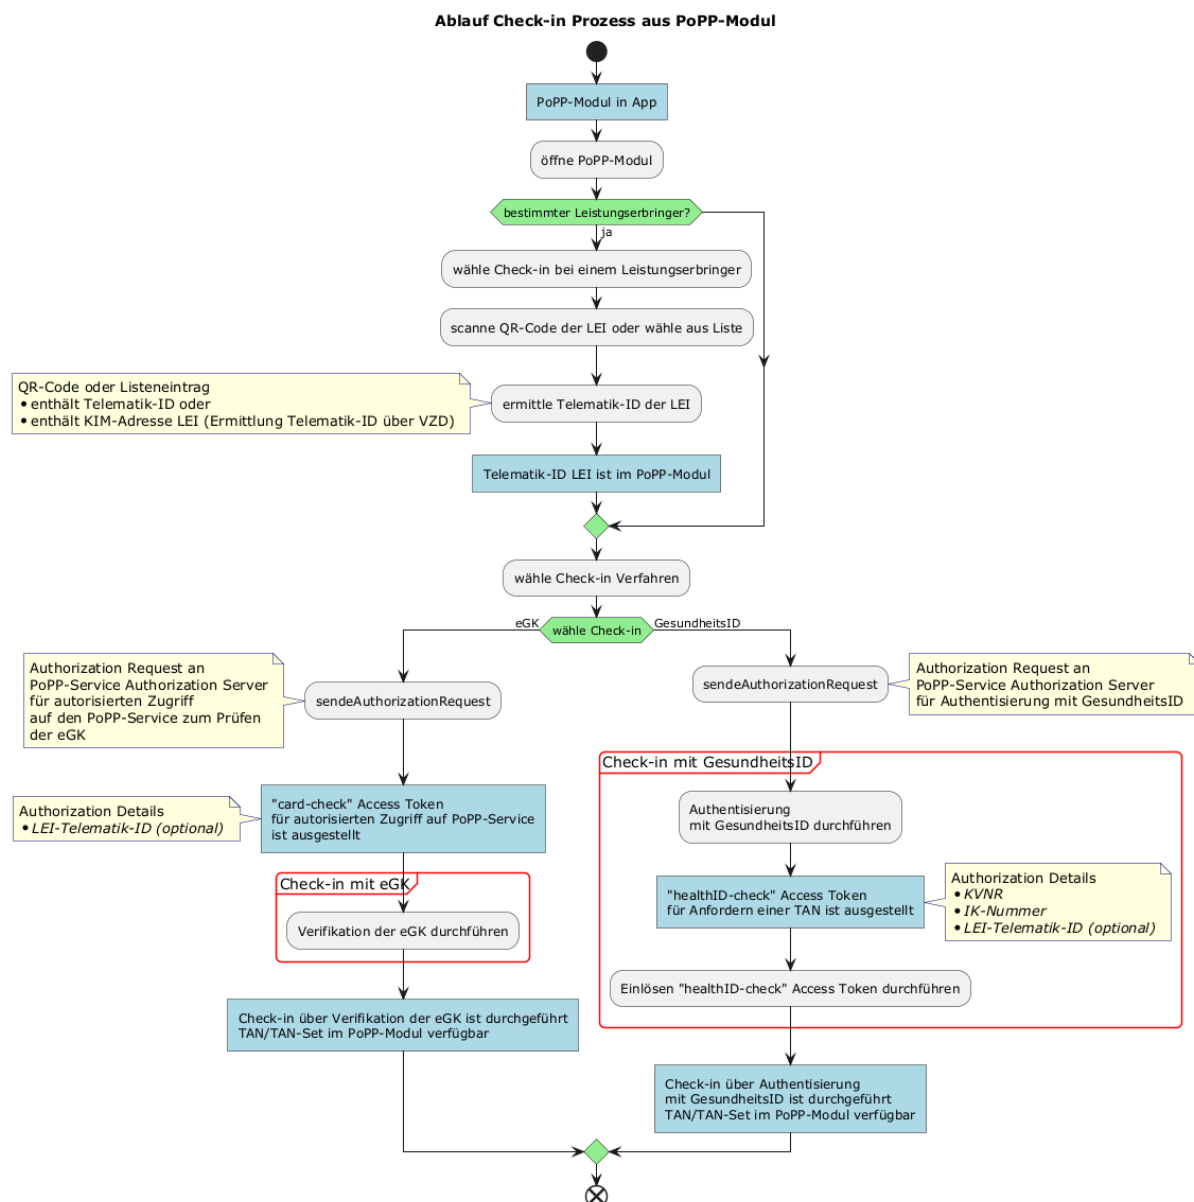 Ablauf Check-in Prozess aus PoPP-Modul
PoPP-Modul in App
öffne PoPP-Modul
bestimmter Leistungserbringer?
ja
wähle Check-in bei einem Leistungserbringer
scanne QR-Code der LEI oder wähle aus Liste
QR-Code oder Listeneintrag
• enthält Telematik-ID oder
• enthält KIM-Adresse LEI (Ermittlung Telematik-ID über VZD)
ermittle Telematik-ID der LEI
Telematik-ID LEI ist im PoPP-Modul
wähle Check-in Verfahren
eGK
wähle Check-in
GesundheitsID
Authorization Request an
PoPP-Service Authorization Server
für autorisierten Zugriff
auf den PoPP-Service zum Prüfen
der eGK
sendeAuthorizationRequest
Authorization Details
• LEI-Telematik-ID (optional)
"card-check" Access Token
für autorisierten Zugriff auf PoPP-Service
ist ausgestellt
Check-in mit eGK
Verifikation der eGK durchführen
Check-in über Verifikation der eGK ist durchgeführt
TAN/TAN-Set im PoPP-Modul verfügbar
sendeAuthorizationRequest
Authorization Request an
PoPP-Service Authorization Server
für Authentisierung mit GesundheitsID
Check-in mit GesundheitsID
Authentisierung
mit GesundheitsID durchführen
"healthID-check" Access Token
für Anfordern einer TAN ist ausgestellt
Authorization Details
• KVNR
• IK-Nummer
• LEI-Telematik-ID (optional)
Einlösen "healthID-check" Access Token durchführen
Check-in über Authentisierung
mit GesundheitsID ist durchgeführt
TAN/TAN-Set im PoPP-Modul verfügbar